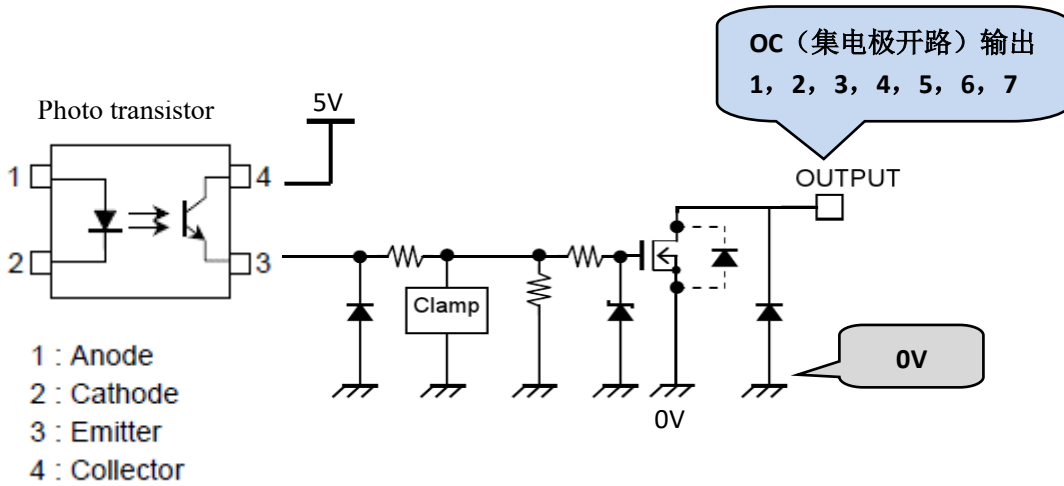 OC（集电极开路）输出
1，2，3，4，5，6，7
Photo transistor
5V
1
4
OUTPUT
2
3
Clamp
0V
0V
1 : Anode
2 : Cathode
3 : Emitter
4 : Collector